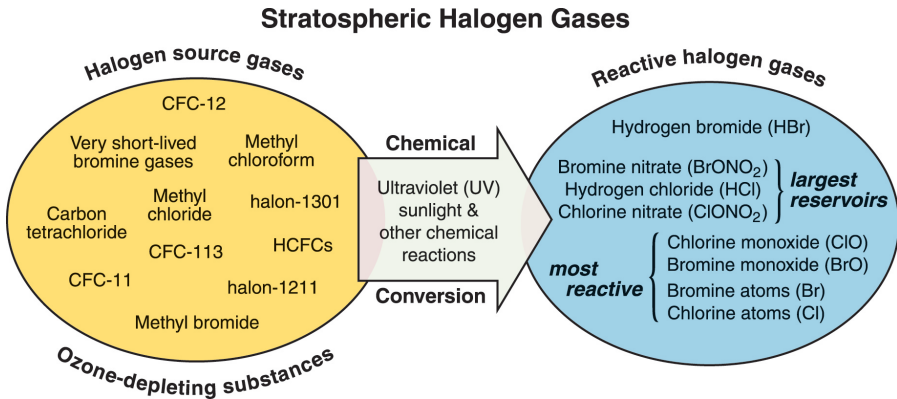 Stratospheric Halogen Gases
Halogen source gases
CFC-12
Very short-lived
bromine gases
Methyl
chloroform
Methyl
chloride
halon-1301
Carbon
tetrachloride
CFC-113
HCFCs
CFC-11
halon-1211
Methyl bromide
Ozone-depleting substances
Chemical
Ultraviolet (UV)
sunlight &
other chemical
reactions
Conversion
Reactive halogen gases
Hydrogen bromide (HBr)
Bromine nitrate (BrONO₂)
Hydrogen chloride (HCl)
Chlorine nitrate (ClONO₂)
largest
reservoirs
most
reactive
Chlorine monoxide (ClO)
Bromine monoxide (BrO)
Bromine atoms (Br)
Chlorine atoms (Cl)